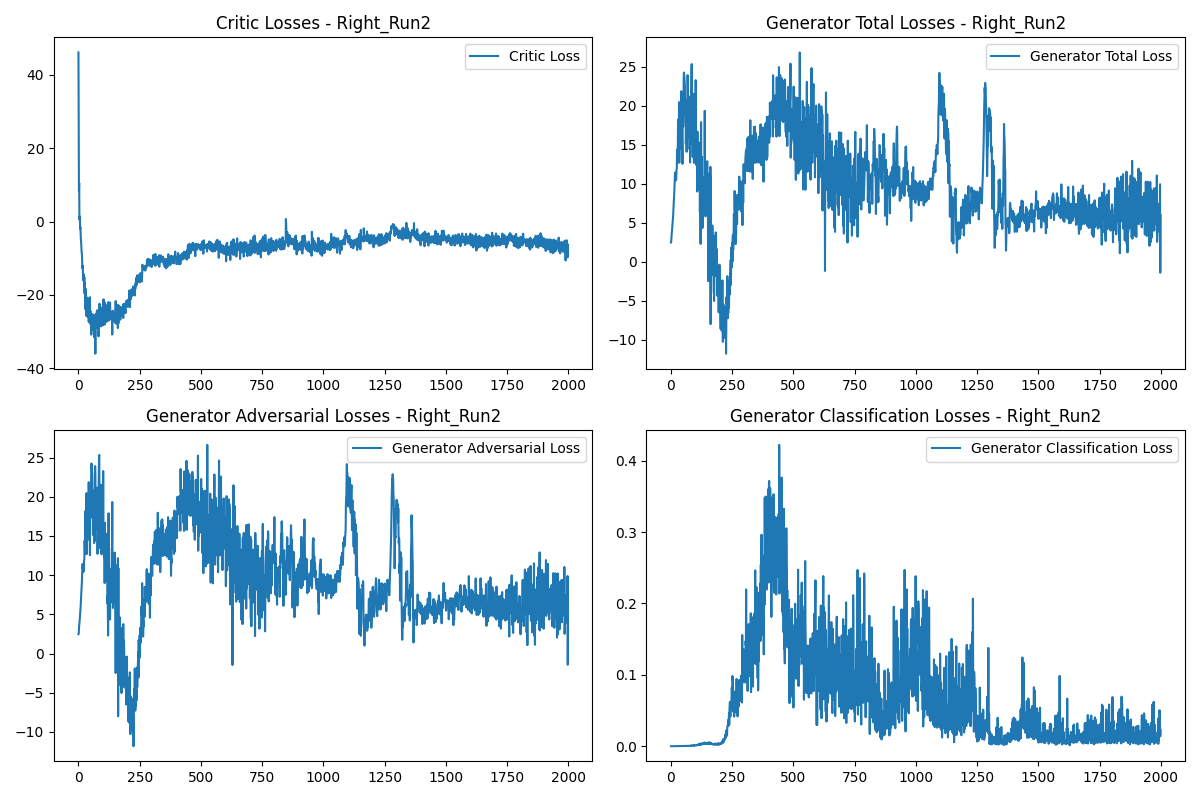 Critic Losses - Right_Run2
Critic Loss
40
20
0
−20
−40
0 250 500 750 1000 1250 1500 1750 2000
Generator Total Losses - Right_Run2
Generator Total Loss
25
20
15
10
5
0
−5
−10
0 250 500 750 1000 1250 1500 1750 2000
Generator Adversarial Losses - Right_Run2
Generator Adversarial Loss
25
20
15
10
5
0
−5
−10
0 250 500 750 1000 1250 1500 1750 2000
Generator Classification Losses - Right_Run2
Generator Classification Loss
0.4
0.3
0.2
0.1
0.0
0 250 500 750 1000 1250 1500 1750 2000